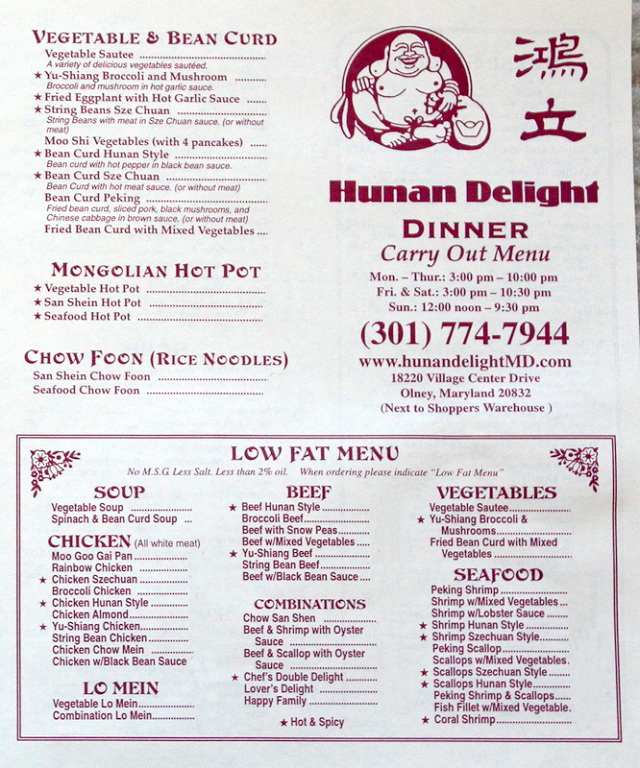 VEGETABLE & BEAN CURD
Vegetable Sautee
A variety of delicious vegetables sautéed.
★ Yu-Shiang Broccoli and Mushroom
Broccoli and mushroom in hot garlic sauce.
★ Fried Eggplant with Hot Garlic Sauce
★ String Beans Sze Chuan
String Beans with meat in Sze Chuan sauce. (or without
meat)
Moo Shi Vegetables (with 4 pancakes)
★ Bean Curd Hunan Style
Bean curd with hot pepper in black bean sauce.
★ Bean Curd Sze Chuan
Bean Curd with hot meat sauce. (or without meat)
Bean Curd Peking
Fried bean curd, sliced pork, black mushrooms, and
Chinese cabbage in brown sauce. (or without meat)
Fried Bean Curd with Mixed Vegetables
MONGOLIAN HOT POT
★ Vegetable Hot Pot
★ San Shein Hot Pot
★ Seafood Hot Pot
CHOW FOON (RICE NOODLES)
San Shein Chow Foon
Seafood Chow Foon
鴻
立
Hunan Delight
DINNER
Carry Out Menu
Mon. – Thur.: 3:00 pm – 10:00 pm
Fri. & Sat.: 3:00 pm – 10:30 pm
Sun.: 12:00 noon – 9:30 pm
(301) 774-7944
www.hunandelightMD.com
18220 Village Center Drive
Olney, Maryland 20832
(Next to Shoppers Warehouse )
LOW FAT MENU
No M.S.G. Less Salt. Less than 2% oil. When ordering please indicate "Low Fat Menu"
SOUP
Vegetable Soup
Spinach & Bean Curd Soup
CHICKEN (All white meat)
Moo Goo Gai Pan
Rainbow Chicken
★ Chicken Szechuan
Broccoli Chicken
★ Chicken Hunan Style
Chicken Almond
★ Yu-Shiang Chicken
String Bean Chicken
Chicken Chow Mein
Chicken w/Black Bean Sauce
LO MEIN
Vegetable Lo Mein
Combination Lo Mein
BEEF
★ Beef Hunan Style
Broccoli Beef
Beef with Snow Peas
Beef w/Mixed Vegetables
★ Yu-Shiang Beef
String Bean Beef
Beef w/Black Bean Sauce
COMBINATIONS
Chow San Shen
Beef & Shrimp with Oyster
Sauce
Beef & Scallop with Oyster
Sauce
★ Chef's Double Delight
Lover's Delight
Happy Family
★ Hot & Spicy
VEGETABLES
Vegetable Sautee
★ Yu-Shiang Broccoli &
Mushrooms
Fried Bean Curd with Mixed
Vegetables
SEAFOOD
Peking Shrimp
Shrimp w/Mixed Vegetables
Shrimp w/Lobster Sauce
★ Shrimp Hunan Style
★ Shrimp Szechuan Style
Peking Scallop
Scallops w/Mixed Vegetables
★ Scallops Szechuan Style
★ Scallops Hunan Style
Peking Shrimp & Scallops
Fish Fillet w/Mixed Vegetable
★ Coral Shrimp